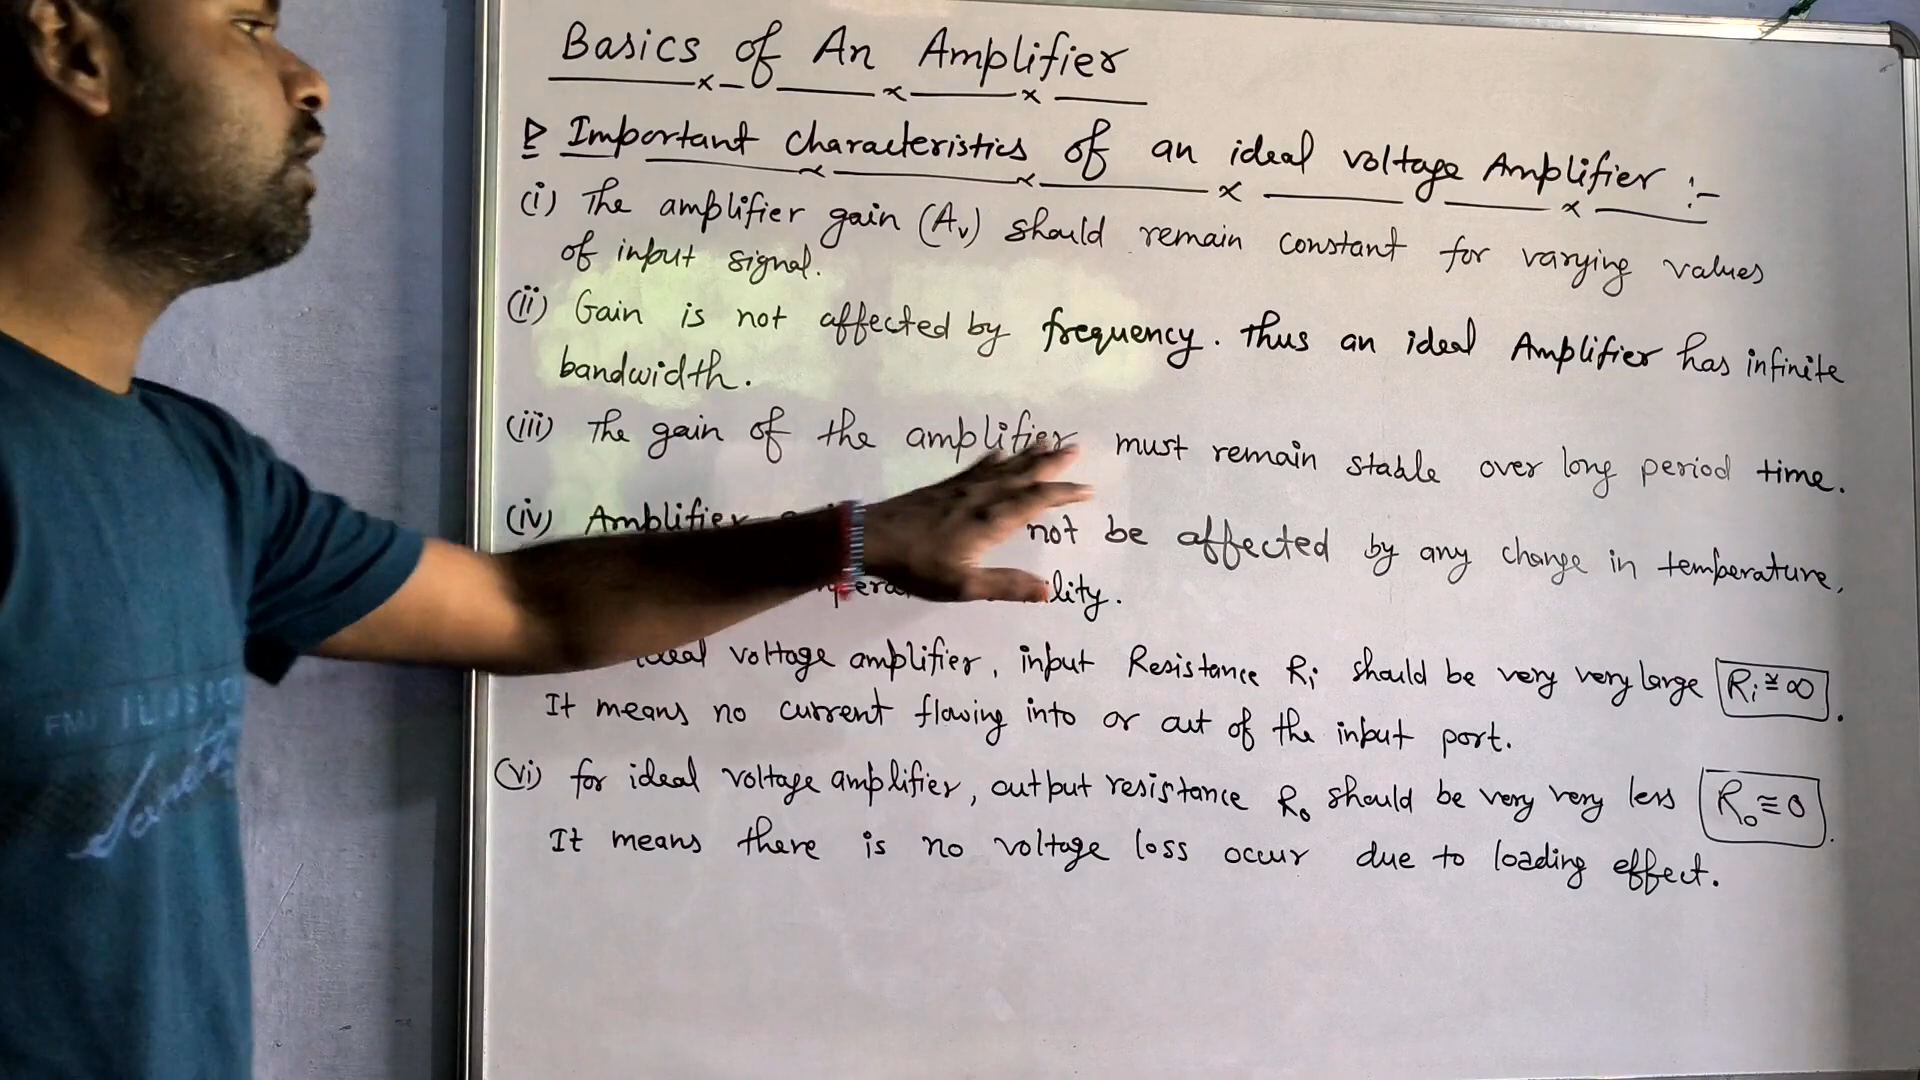 Basics of An Amplifier
Important characteristics of an ideal voltage Amplifier :-
(i) The amplifier gain (Av) should remain constant for varying values
of input signal.
(ii) Gain is not affected by frequency. Thus an ideal Amplifier has infinite
bandwidth.
(iii) The gain of the amplifier must remain stable over long period time.
(iv) Amplifier not be affected by any change in temperature,
ideal voltage amplifier, input Resistance Ri should be very very large Ri ≅ ∞.
It means no current flowing into or out of the input port.
(vi) for ideal voltage amplifier, output resistance Ro should be very very less Ro ≅ 0.
It means there is no voltage loss occur due to loading effect.